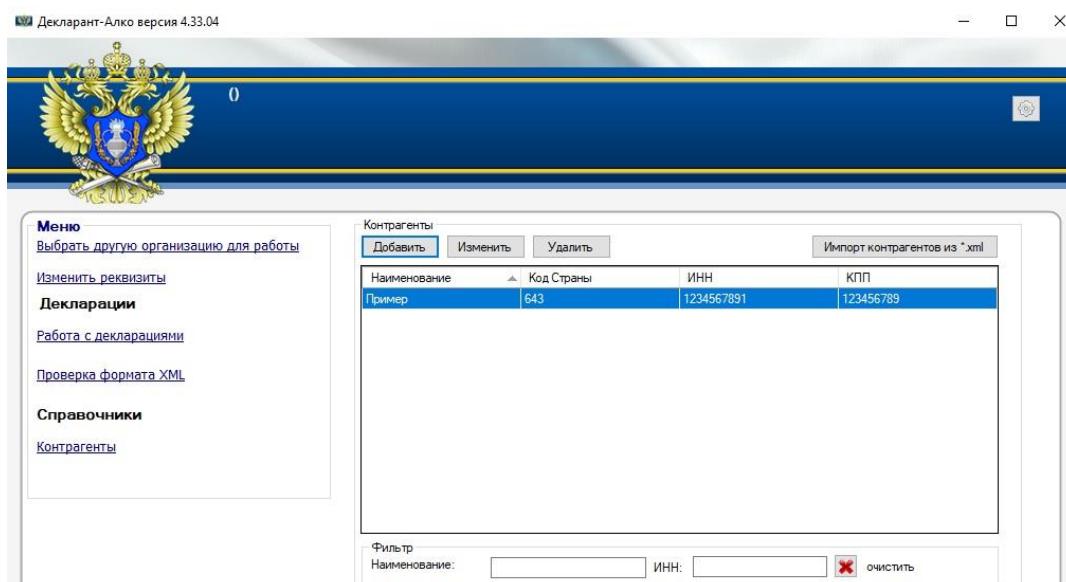 Декларант-Алко версия 4.33.04
()
Меню
Выбрать другую организацию для работы
Изменить реквизиты
Декларации
Работа с декларациями
Проверка формата XML
Справочники
Контрагенты
Контрагенты
Добавить Изменить Удалить Импорт контрагентов из *.xml
Наименование Код Страны ИНН КПП
Пример 643 1234567891 123456789
Фильтр
Наименование: ИНН: очистить